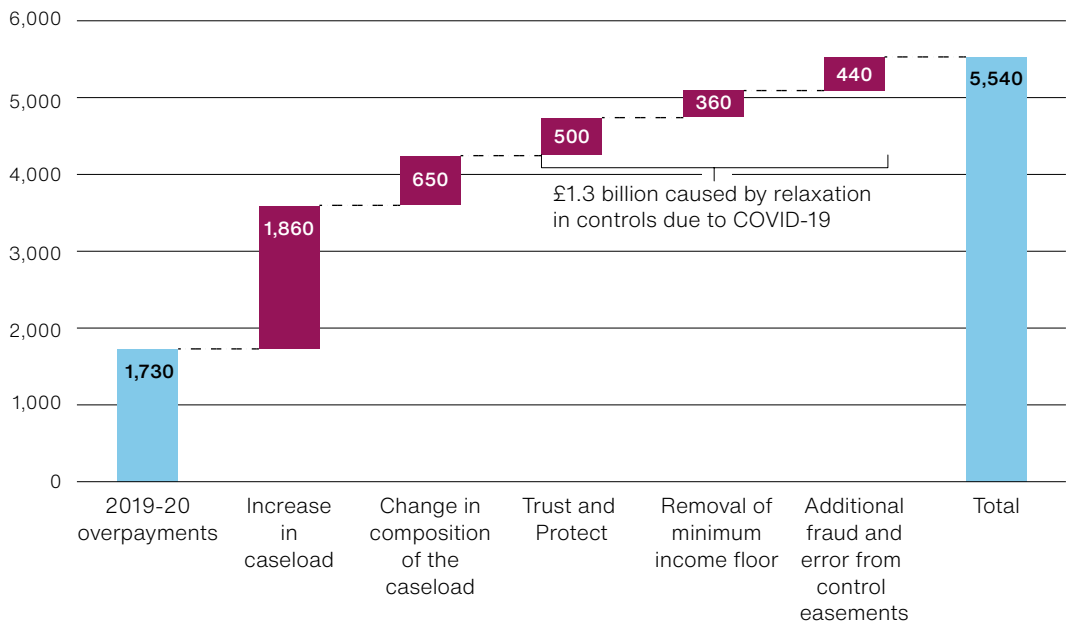 6,000
5,000
4,000
3,000
2,000
1,000
0
1,730
1,860
650
500
360
440
5,540
£1.3 billion caused by relaxation
in controls due to COVID-19
2019-20
overpayments
Increase
in
caseload
Change in
composition
of the
caseload
Trust and
Protect
Removal of
minimum
income floor
Additional
fraud and
error from
control
easements
Total